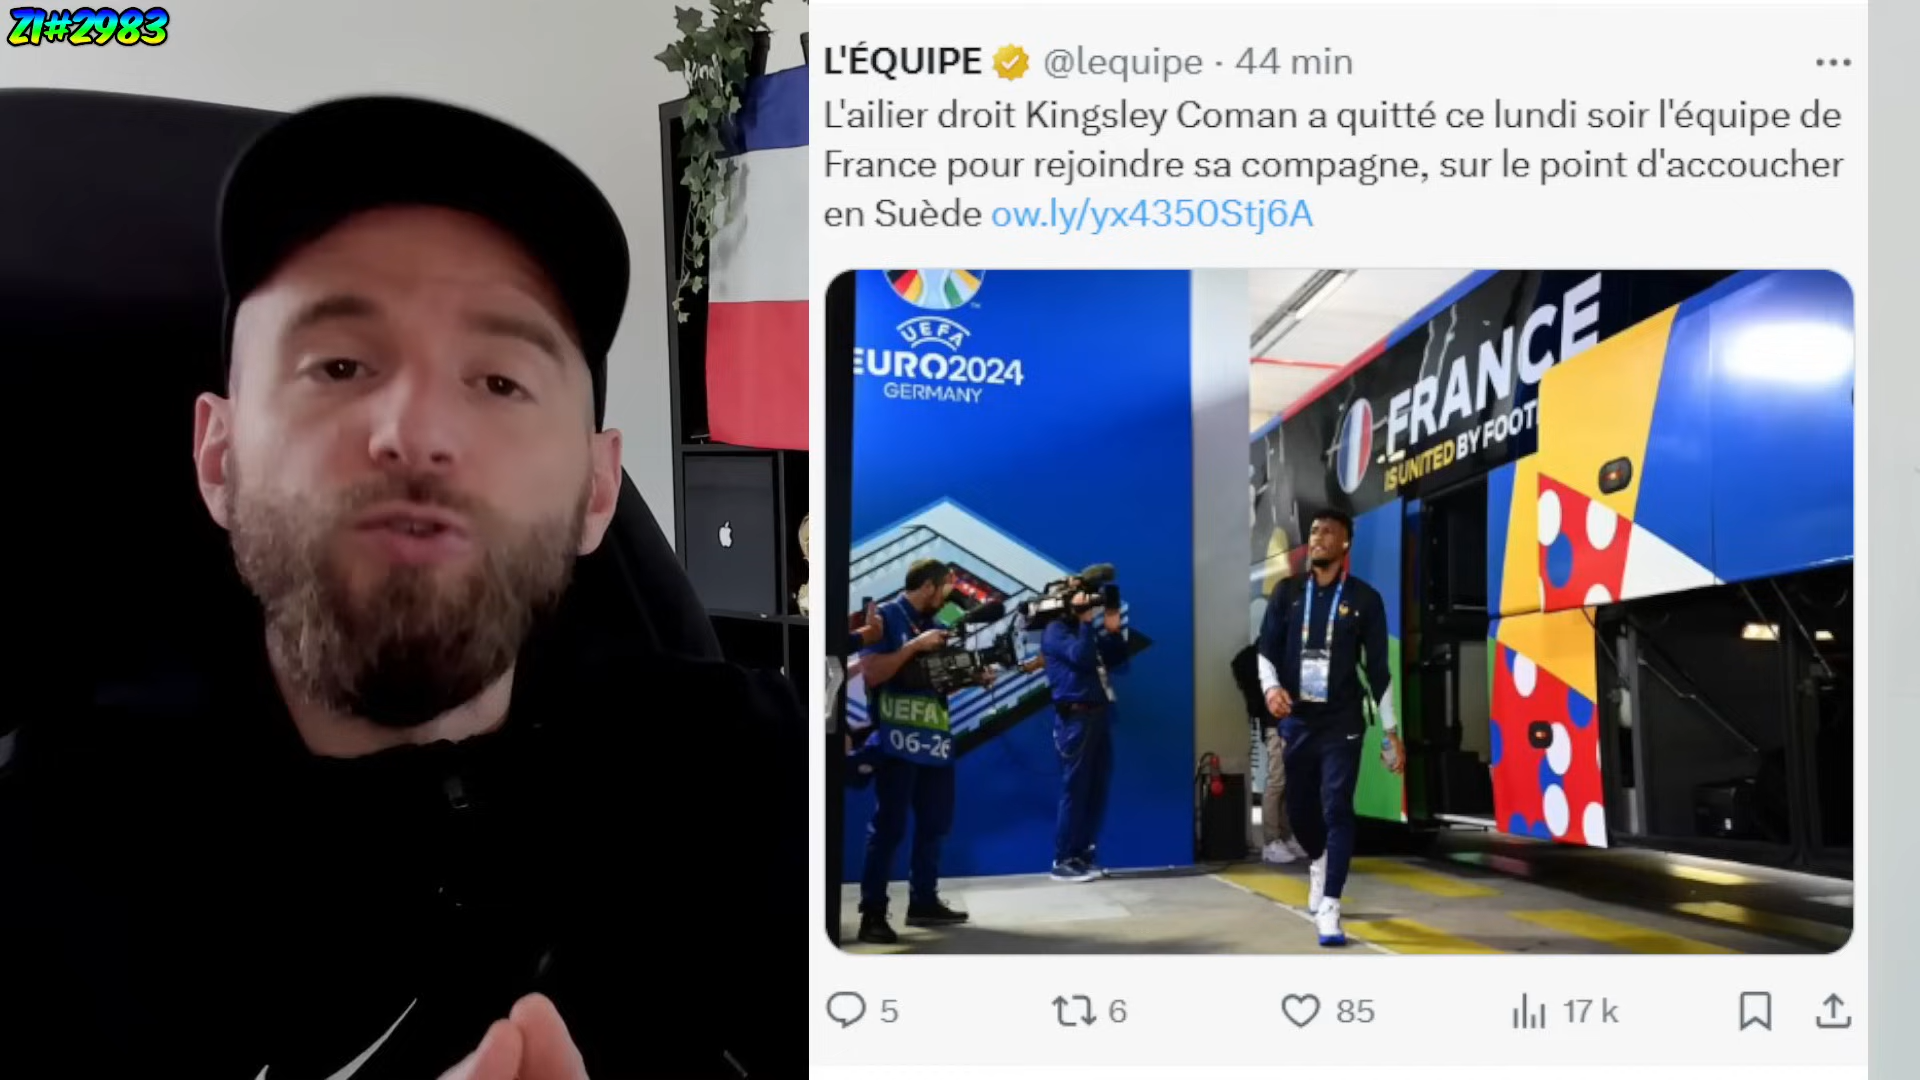 ZI#2983
L'ÉQUIPE @lequipe · 44 min
L'ailier droit Kingsley Coman a quitté ce lundi soir l'équipe de
France pour rejoindre sa compagne, sur le point d'accoucher
en Suède ow.ly/yx4350Stj6A
UEFA
EURO2024
GERMANY
FRANCE
IS UNITED BY FOOT
UEFA
06-26
5
6
85
17 k